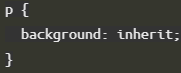 p {
  background: inherit;
}